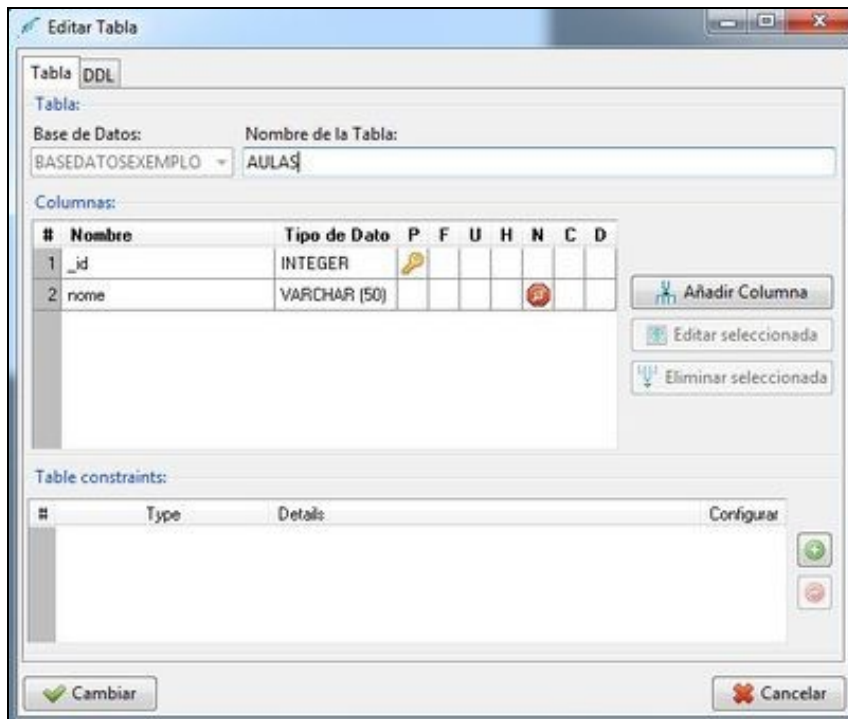 Editar Tabla
Tabla DDL
Tabla:
Base de Datos: Nombre de la Tabla:
BASEDATOSEXEMPLO AULAS
Columnas:
# Nombre Tipo de Dato P F U H N C D
1 _id INTEGER
2 nome VARCHAR (50)
Añadir Columna
Editar seleccionada
Eliminar seleccionada
Table constraints:
# Type Details Configurar
Cambiar Cancelar